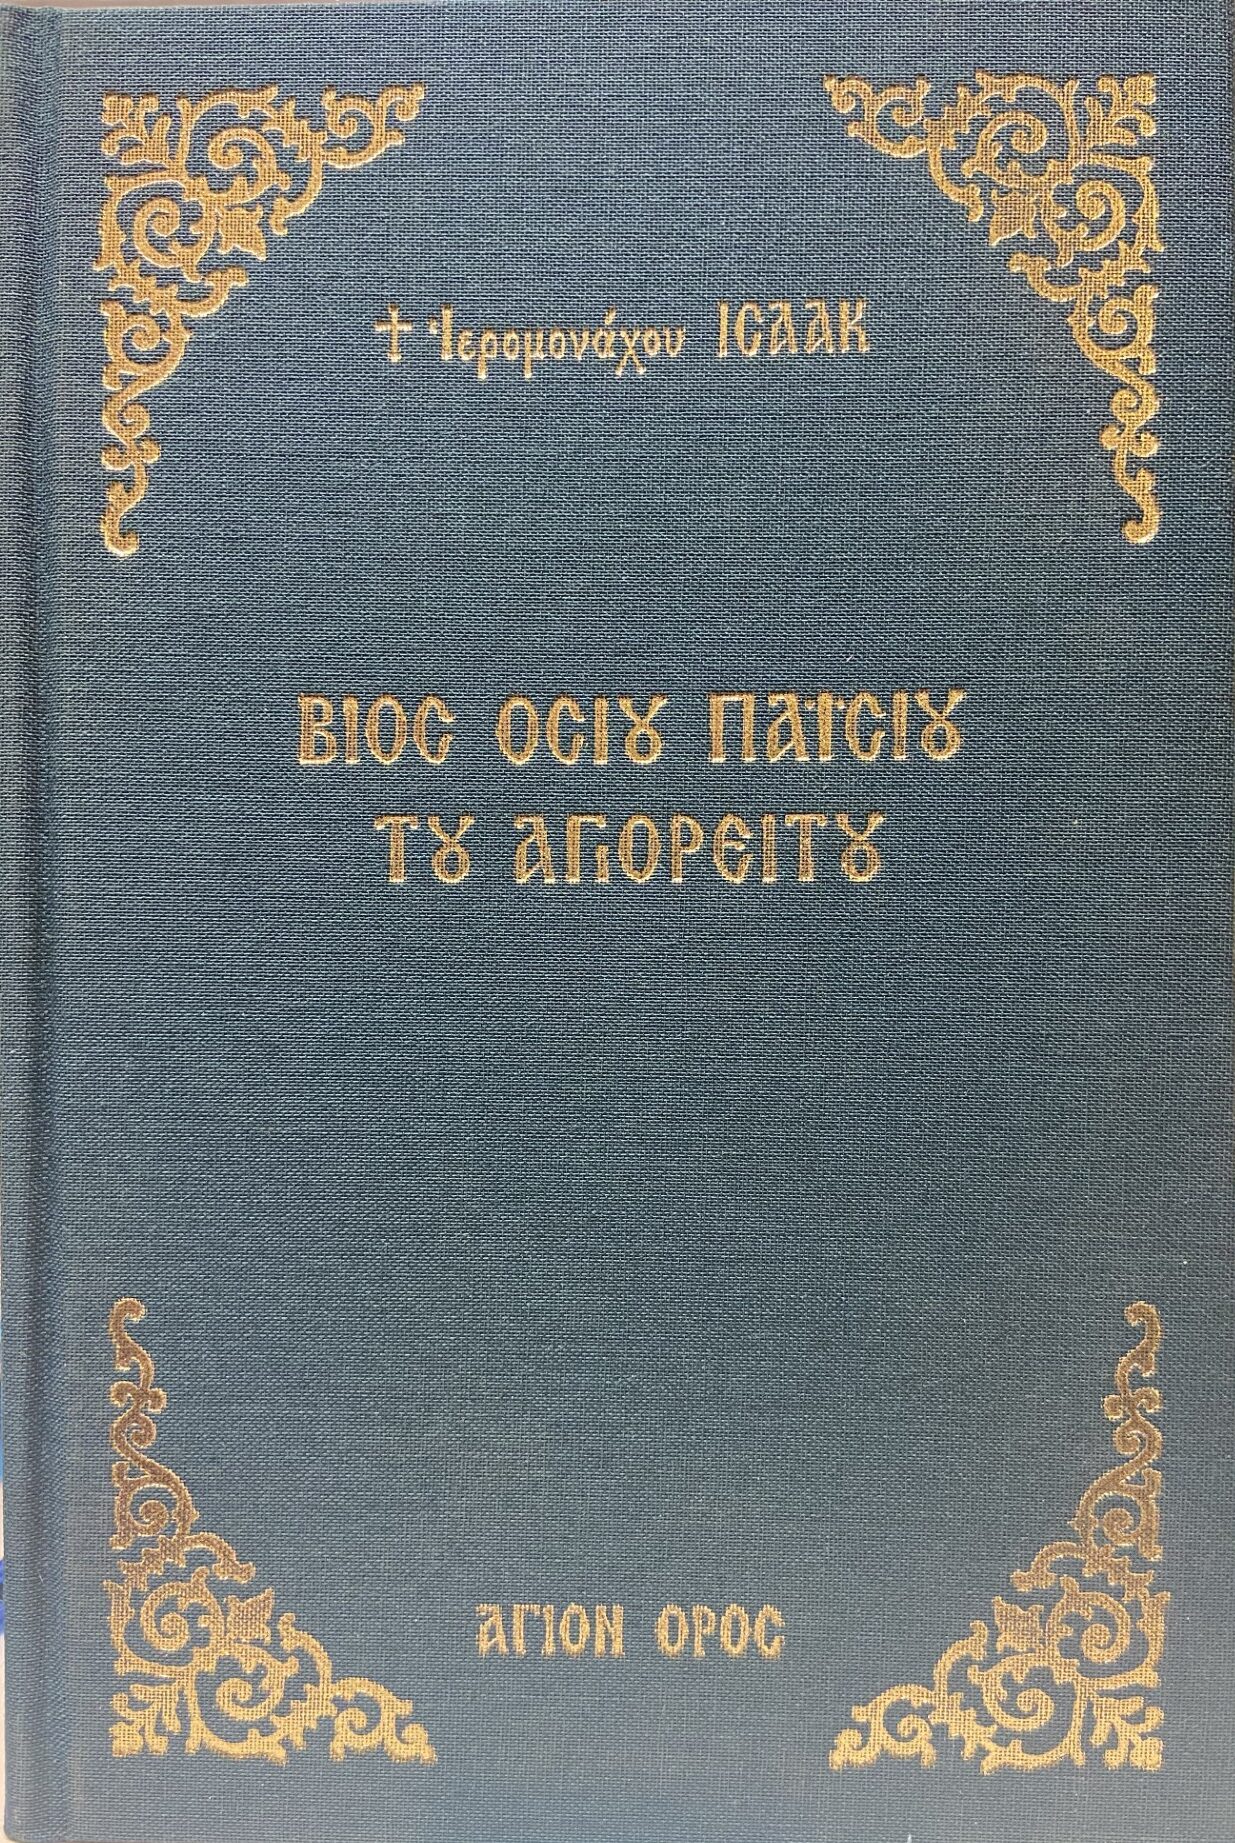 † Ἱερομονάχου ΙCΑΑΚ
ΒΙΟC ΟCΙȢ ΠΑΪCΙȢ
ΤȢ ΑΓΙΟΡΕΙΤȢ
ΑΓΙΟΝ ΟΡΟC